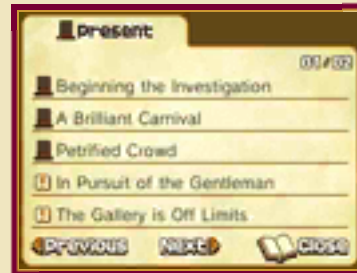 Present
01/02
Beginning the Investigation
A Brilliant Carnival
Petrified Crowd
In Pursuit of the Gentleman
The Gallery is Off Limits
Previous Next Close